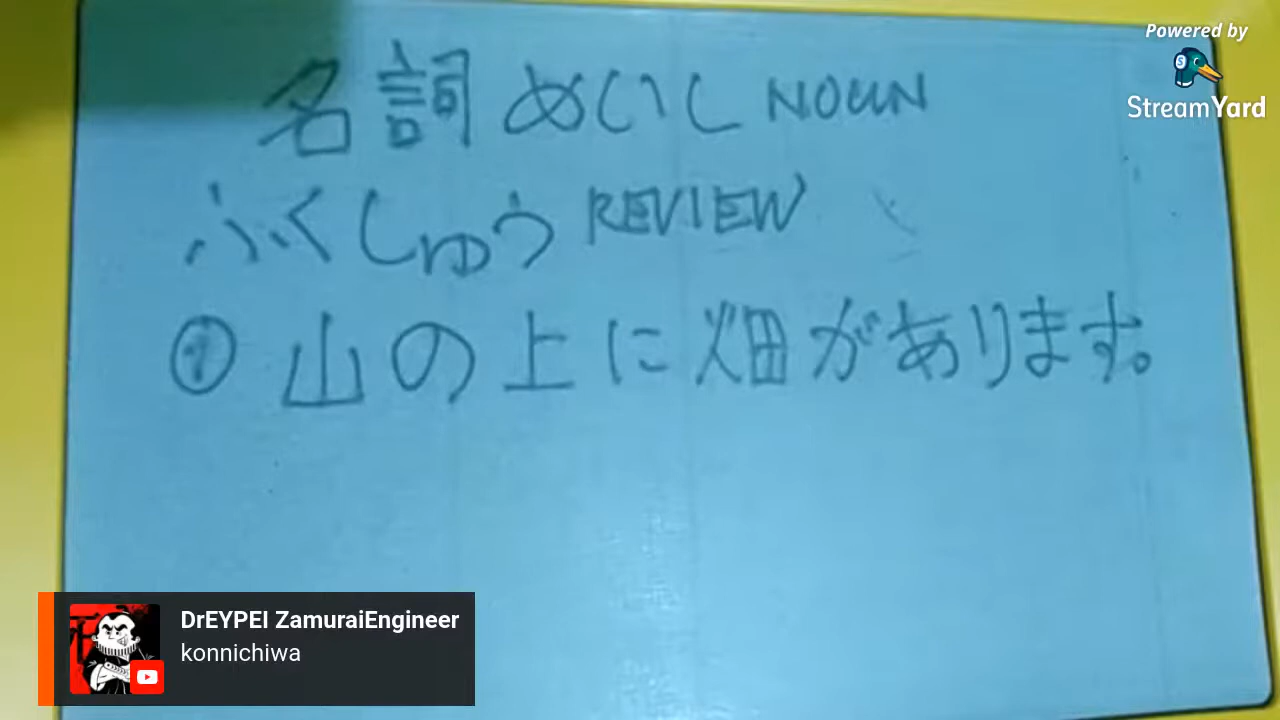 Powered by
StreamYard
名詞 めいし NOUN
ふくしゅう REVIEW
① 山の上に畑があります。
DrEYPEI ZamuraiEngineer
konnichiwa